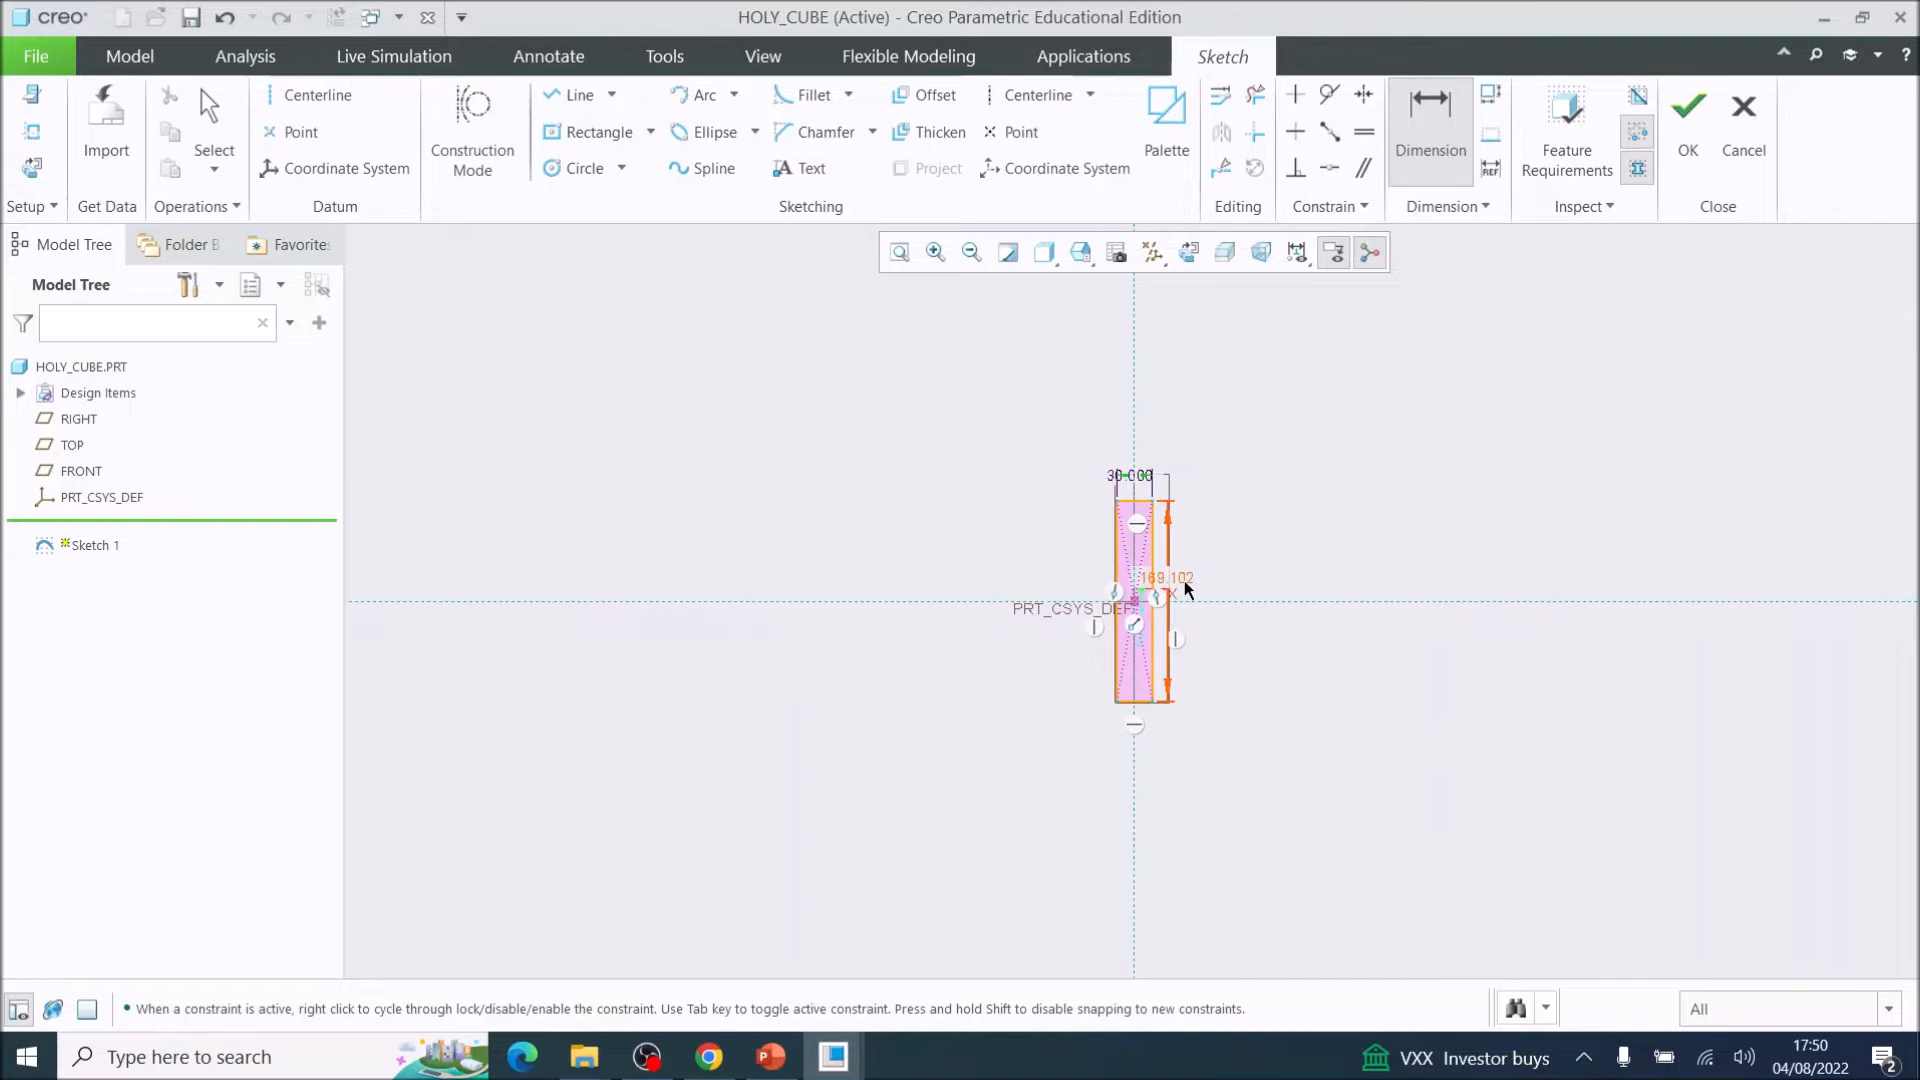 creo
HOLY_CUBE (Active) - Creo Parametric Educational Edition
File
Model
Analysis
Live Simulation
Annotate
Tools
View
Flexible Modeling
Applications
Sketch
Import
Select
Centerline
Point
Coordinate System
Construction Mode
Line
Arc
Fillet
Offset
Centerline
Rectangle
Ellipse
Chamfer
Thicken
Point
Circle
Spline
Text
Project
Coordinate System
Palette
Dimension
REF
Feature Requirements
OK
Cancel
Setup
Get Data
Operations
Datum
Sketching
Editing
Constrain
Dimension
Inspect
Close
Model Tree
Folder B
Favorite
Model Tree
HOLY_CUBE.PRT
Design Items
RIGHT
TOP
FRONT
PRT_CSYS_DEF
Sketch 1
30.000
169.102
X
PRT_CSYS_DEF
When a constraint is active, right click to cycle through lock/disable/enable the constraint. Use Tab key to toggle active constraint. Press and hold Shift to disable snapping to new constraints.
All
Type here to search
VXX Investor buys
17:50
04/08/2022
2